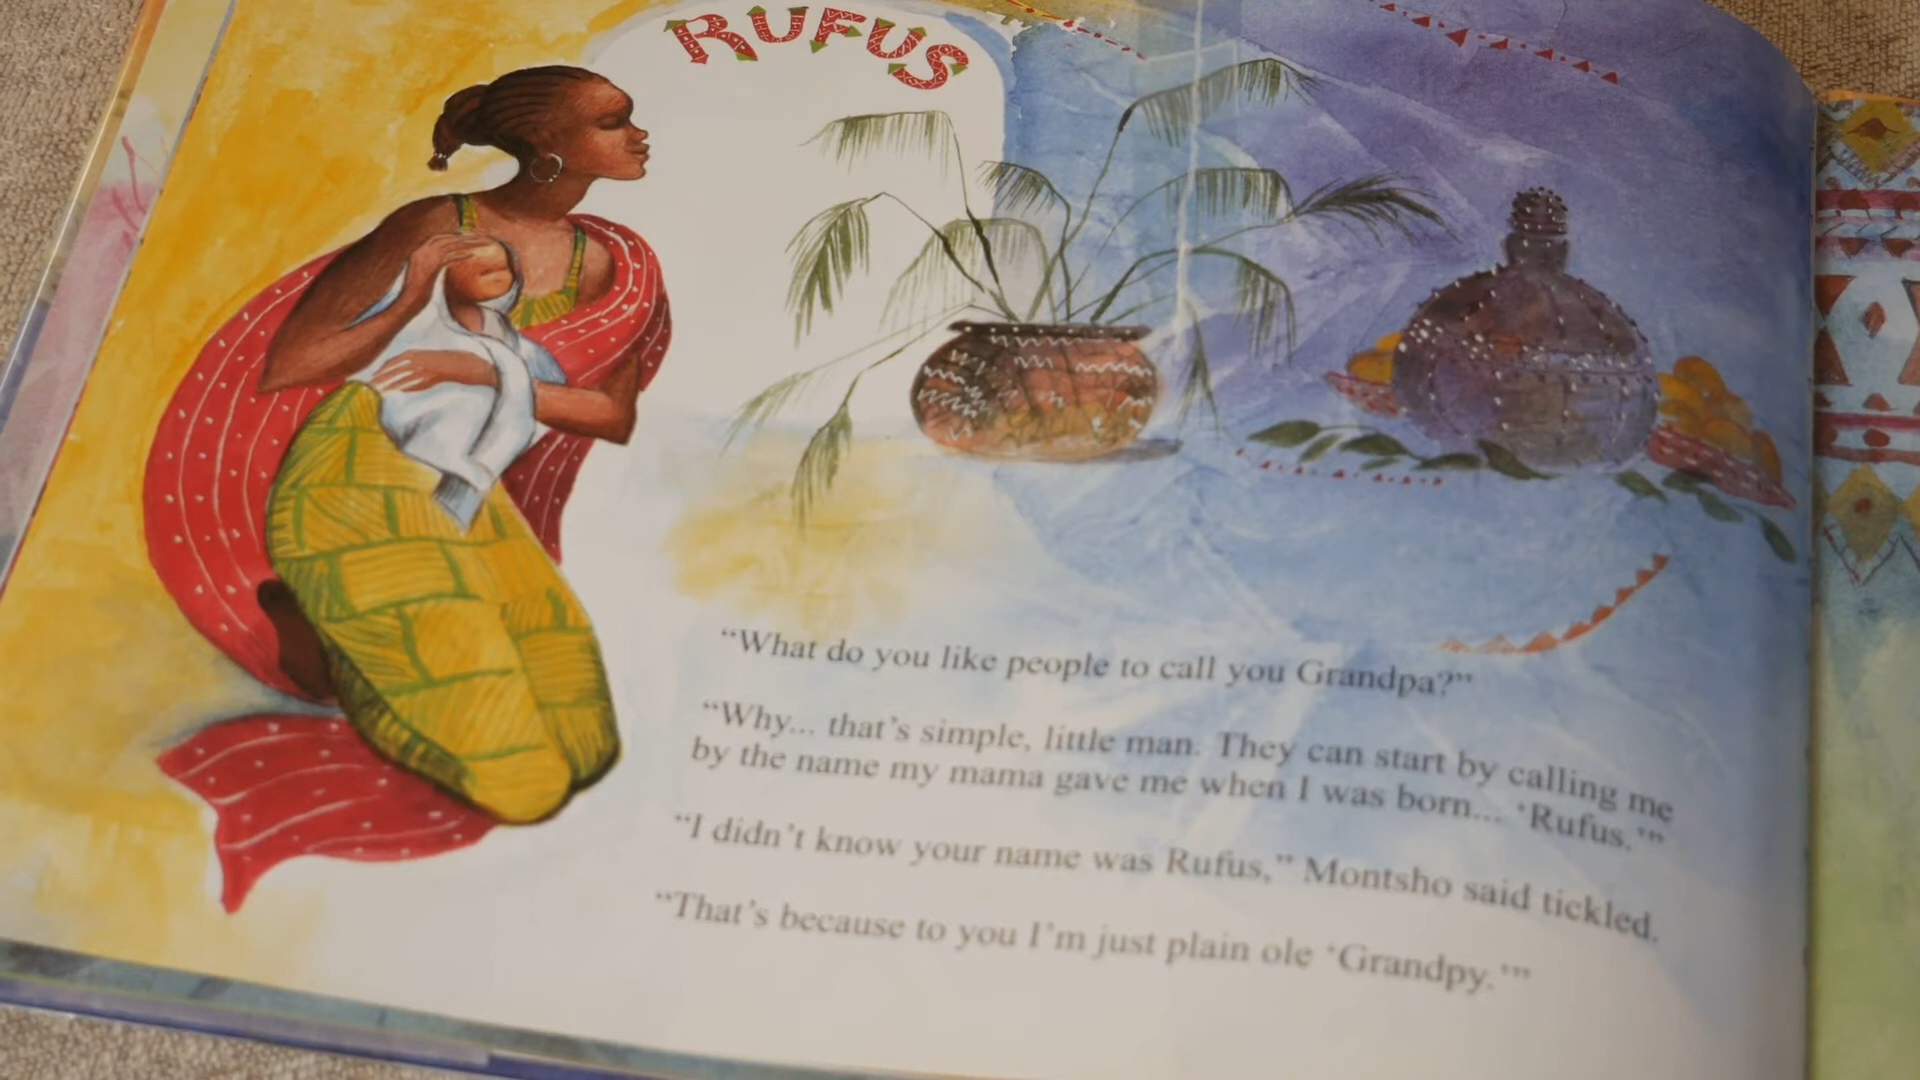 RUFUS
“What do you like people to call you Grandpa?”
“Why... that’s simple, little man. They can start by calling me
by the name my mama gave me when I was born... ‘Rufus.’”
“I didn’t know your name was Rufus,” Montsho said tickled.
“That’s because to you I’m just plain ole ‘Grandpy.’”